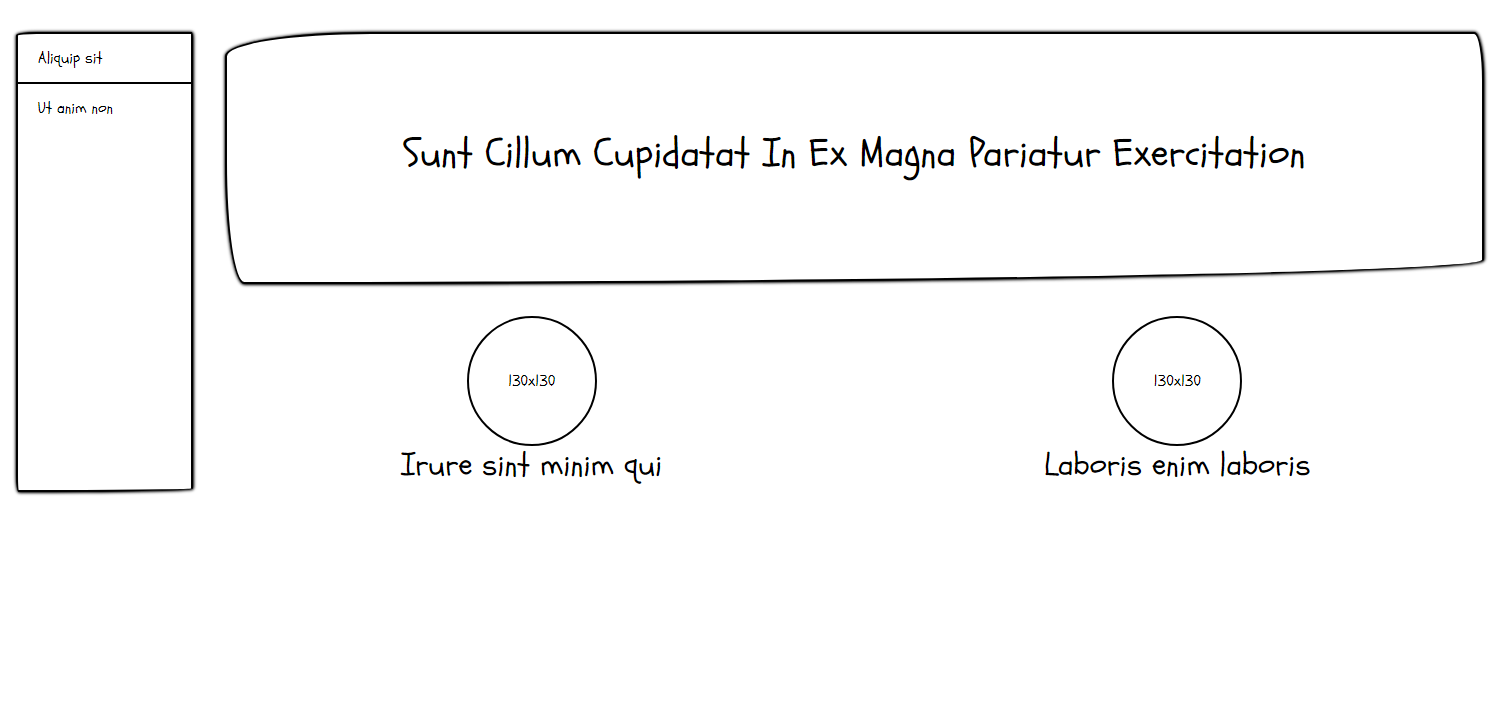 Aliquip sit
Ut anim non
Sunt Cillum Cupidatat In Ex Magna Pariatur Exercitation
130x130
Irure sint minim qui
130x130
Laboris enim laboris